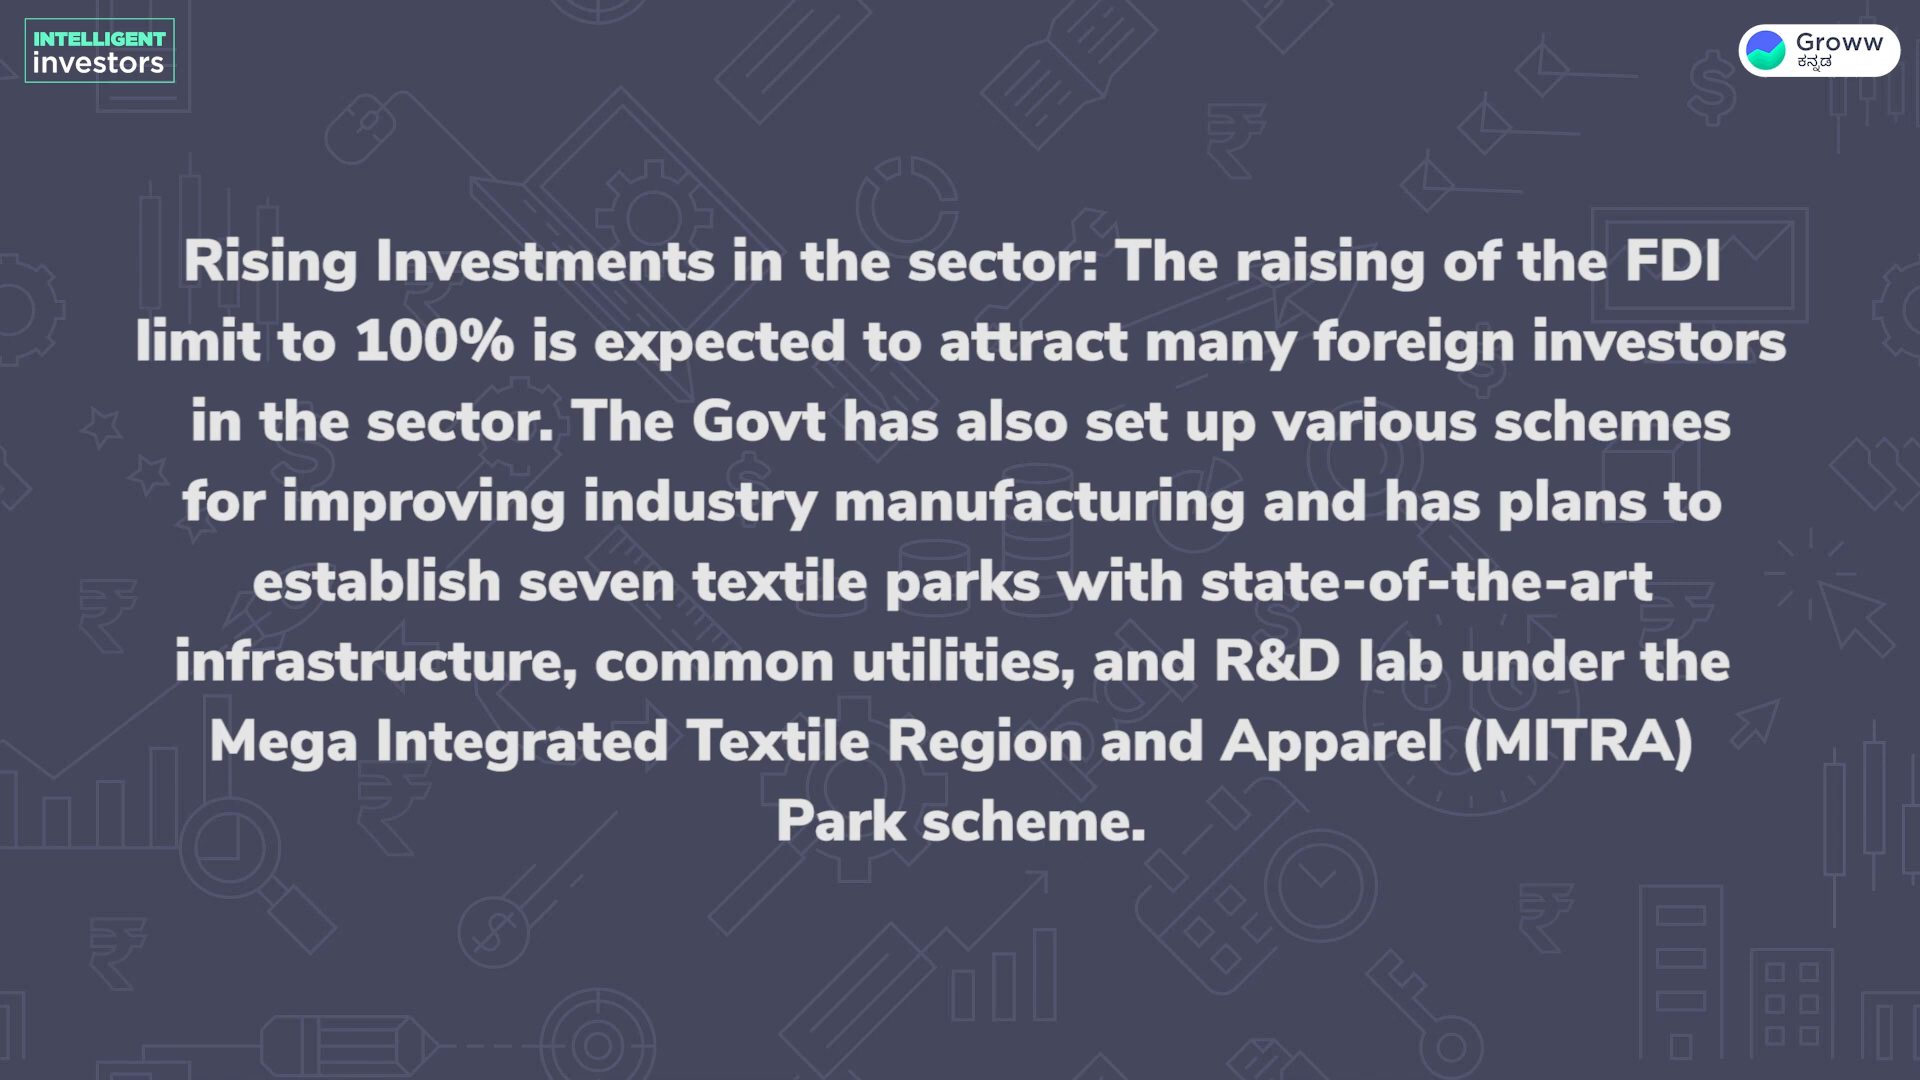 INTELLIGENT
investors
Groww
ಕನ್ನಡ
Rising Investments in the sector: The raising of the FDI
limit to 100% is expected to attract many foreign investors
in the sector. The Govt has also set up various schemes
for improving industry manufacturing and has plans to
establish seven textile parks with state-of-the-art
infrastructure, common utilities, and R&D lab under the
Mega Integrated Textile Region and Apparel (MITRA)
Park scheme.